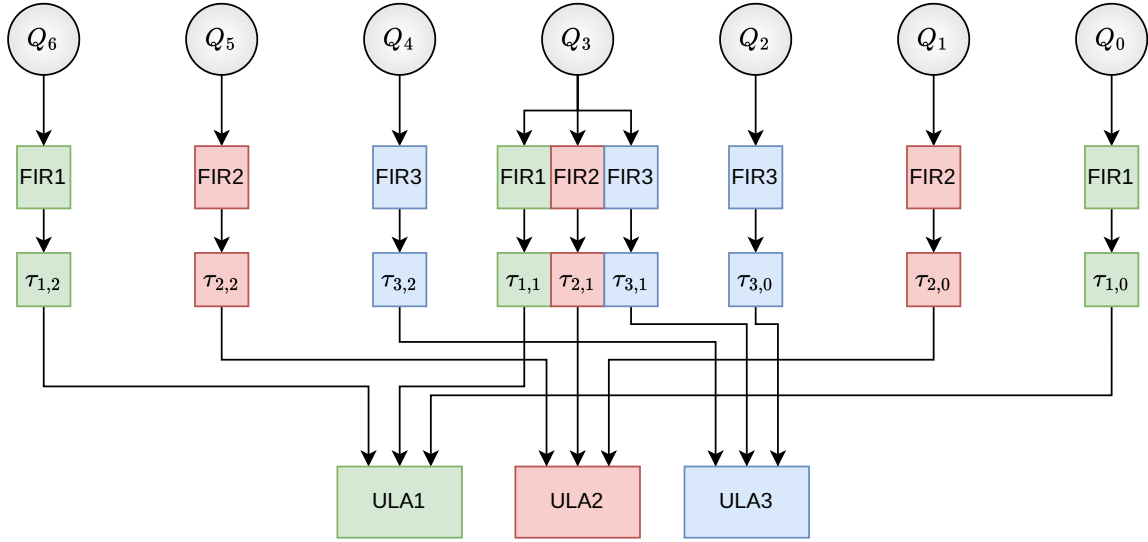 Q₆ Q₅ Q₄ Q₃ Q₂ Q₁ Q₀
FIR1 FIR2 FIR3 FIR1 FIR2 FIR3 FIR3 FIR2 FIR1
τ₁,₂ τ₂,₂ τ₃,₂ τ₁,₁ τ₂,₁ τ₃,₁ τ₃,₀ τ₂,₀ τ₁,₀
ULA1 ULA2 ULA3